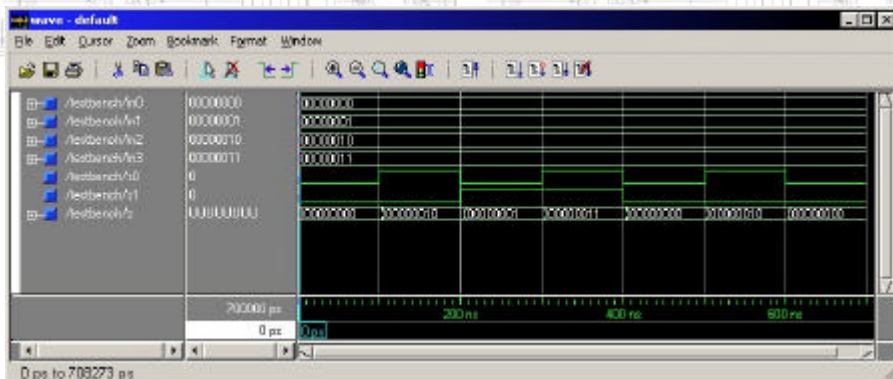 wave - default
File Edit Cursor Zoom Bookmark Format Window
/testbench/in0 00000000 00000000
/testbench/in1 00000001 00000001
/testbench/in2 00000010 00000010
/testbench/in3 00000011 00000011
/testbench/s0 0
/testbench/s1 0
/testbench/z UUUUUUUU 00000000 00000010 00000001 00000011 00000000 00000010
700000 ps 200 ns 400 ns 600 ns
0 ps 0 ps
0 ps to 708273 ps